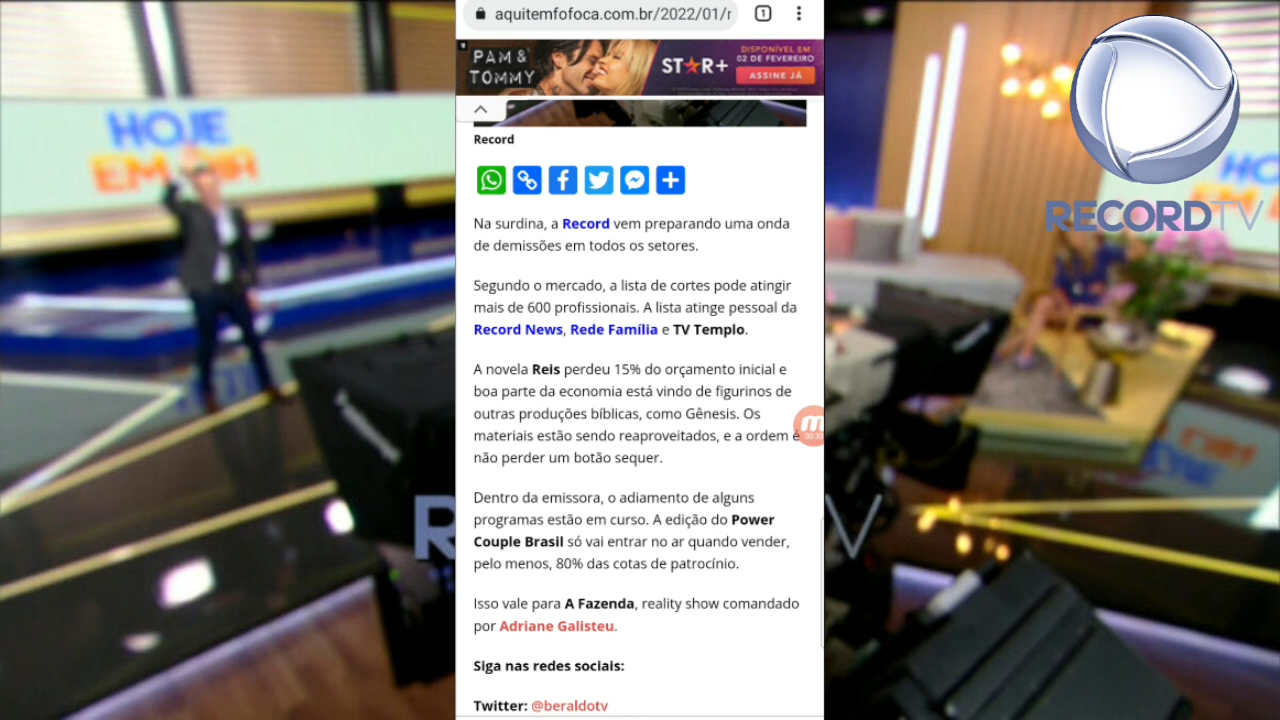 aquitemfofoca.com.br/2022/01/r
1
PAM &
TOMMY
STAR+
DISPONÍVEL EM
02 DE FEVEREIRO
ASSINE JÁ
Record
Na surdina, a Record vem preparando uma onda
de demissões em todos os setores.
Segundo o mercado, a lista de cortes pode atingir
mais de 600 profissionais. A lista atinge pessoal da
Record News, Rede Família e TV Templo.
A novela Reis perdeu 15% do orçamento inicial e
boa parte da economia está vindo de figurinos de
outras produções bíblicas, como Gênesis. Os
materiais estão sendo reaproveitados, e a ordem é
não perder um botão sequer.
Dentro da emissora, o adiamento de alguns
programas estão em curso. A edição do Power
Couple Brasil só vai entrar no ar quando vender,
pelo menos, 80% das cotas de patrocínio.
Isso vale para A Fazenda, reality show comandado
por Adriane Galisteu.
Siga nas redes sociais:
Twitter: @beraldotv
HOJE
EM DIA
RECORDTV
R
V